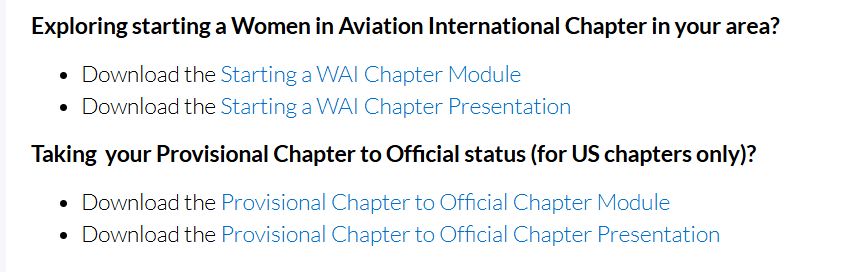 Exploring starting a Women in Aviation International Chapter in your area?
• Download the Starting a WAI Chapter Module
• Download the Starting a WAI Chapter Presentation
Taking  your Provisional Chapter to Official status (for US chapters only)?
• Download the Provisional Chapter to Official Chapter Module
• Download the Provisional Chapter to Official Chapter Presentation